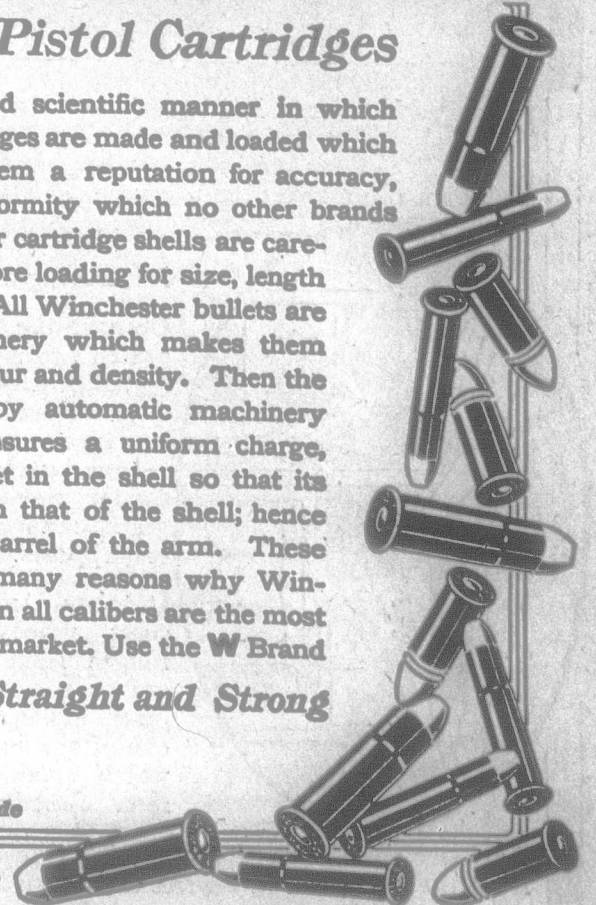 Pistol Cartridges
d scientific manner in which
ges are made and loaded which
em a reputation for accuracy,
ormity which no other brands
r cartridge shells are care-
ore loading for size, length
All Winchester bullets are
nery which makes them
ur and density. Then the
by automatic machinery
sures a uniform charge,
et in the shell so that its
n that of the shell; hence
arrel of the arm. These
many reasons why Win-
n all calibers are the most
market. Use the W Brand
Straight and Strong
de